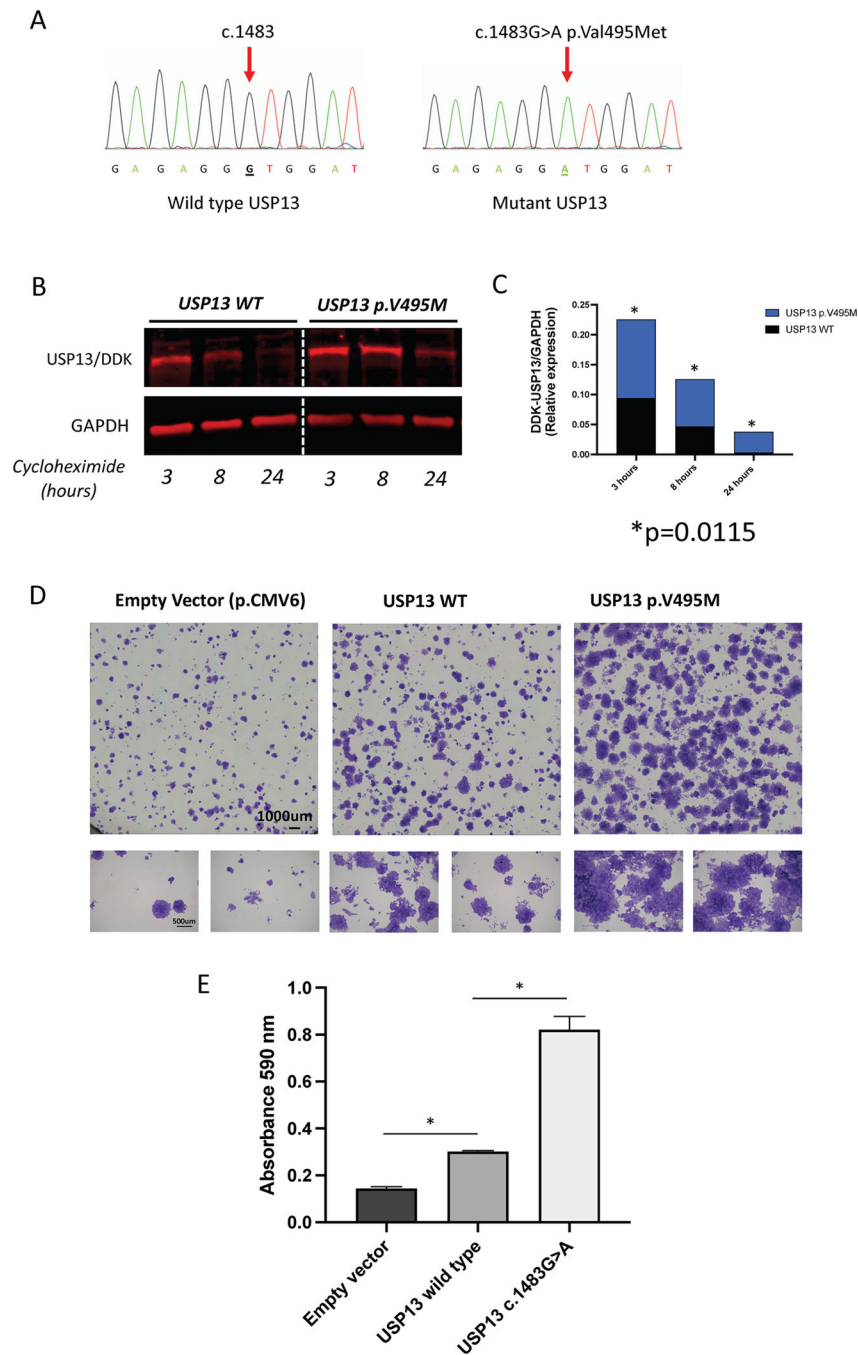 A
c.1483
c.1483G>A p.Val495Met
G A G A G G G T G G A T
G A G A G G A T G G A T
Wild type USP13
Mutant USP13
B
USP13 WT
USP13 p.V495M
USP13/DDK
GAPDH
Cycloheximide
(hours)
3 8 24 3 8 24
C
DDK-USP13/GAPDH
(Relative expression)
0.25
0.20
0.15
0.10
0.05
0.00
*
*
*
USP13 p.V495M
USP13 WT
3 hours
8 hours
24 hours
*p=0.0115
D
Empty Vector (p.CMV6)
USP13 WT
USP13 p.V495M
1000um
500um
E
Absorbance 590 nm
1.0
0.8
0.6
0.4
0.2
0.0
*
*
Empty vector
USP13 wild type
USP13 c.1483G>A